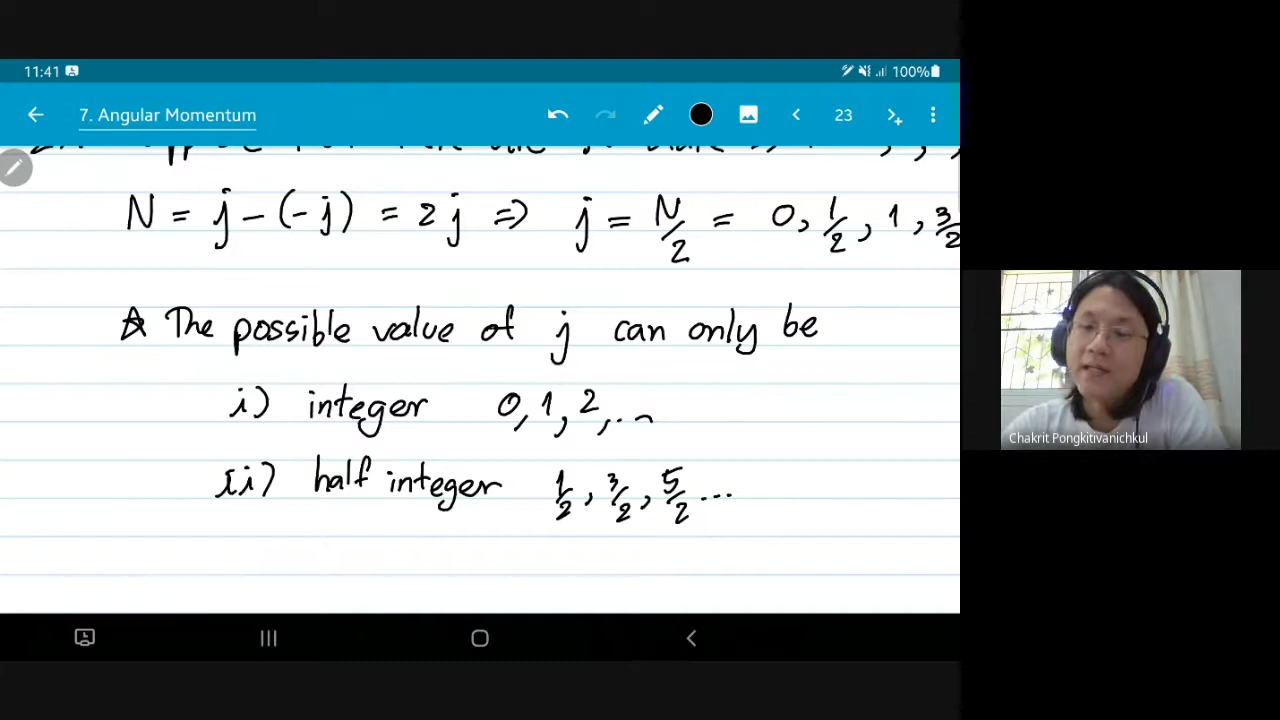 11:41 100%
7. Angular Momentum 23
N = j - (-j) = 2j => j = N/2 = 0, 1/2, 1, 3/2
☆ The possible value of j can only be
i) integer 0, 1, 2, ...
ii) half integer 1/2, 3/2, 5/2 ...
Chakrit Pongkitivanichkul